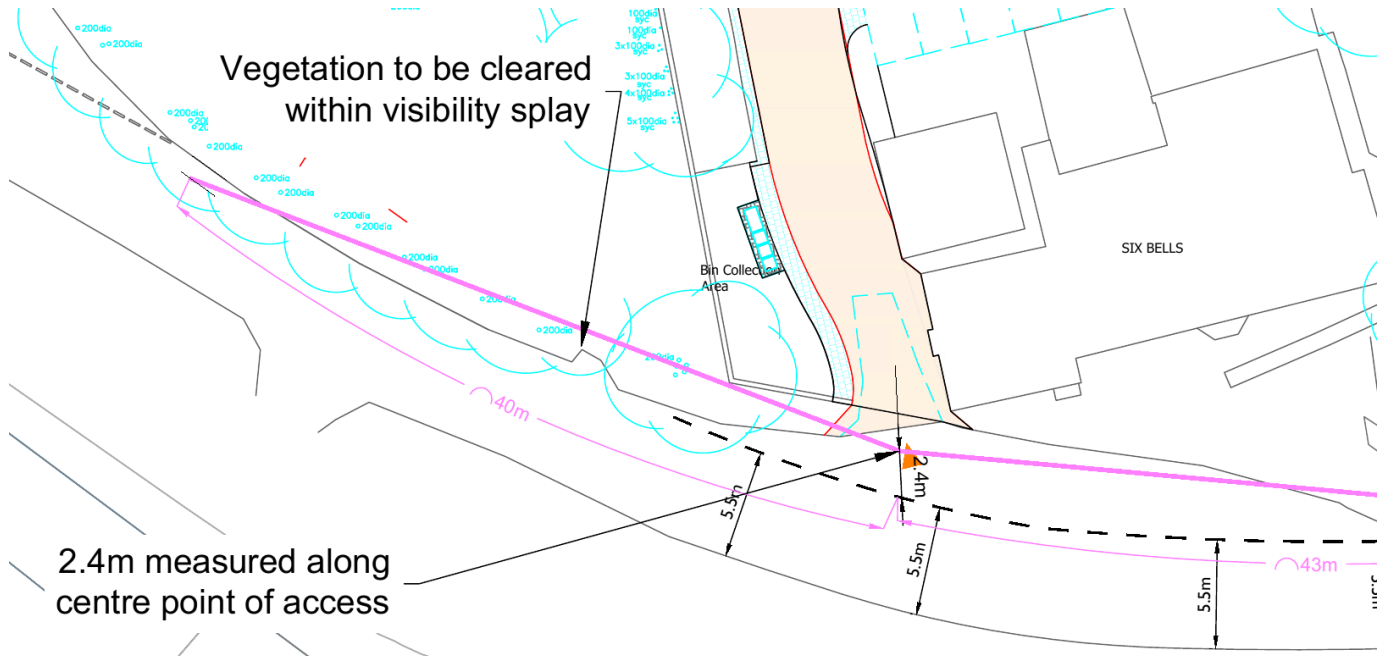 200dia
200dia
Vegetation to be cleared
within visibility splay
100dia
syc
100dia
syc
3x100dia
syc
3x100dia
syc
4x100dia
syc
5x100dia
syc
200dia
200dia
200dia
200dia
200dia
200dia
200dia
200dia
200dia
200dia
200dia
SIX BELLS
Bin Collection
Area
200dia
40m
2.4m
5.5m
5.5m
5.5m
43m
2.4m measured along
centre point of access